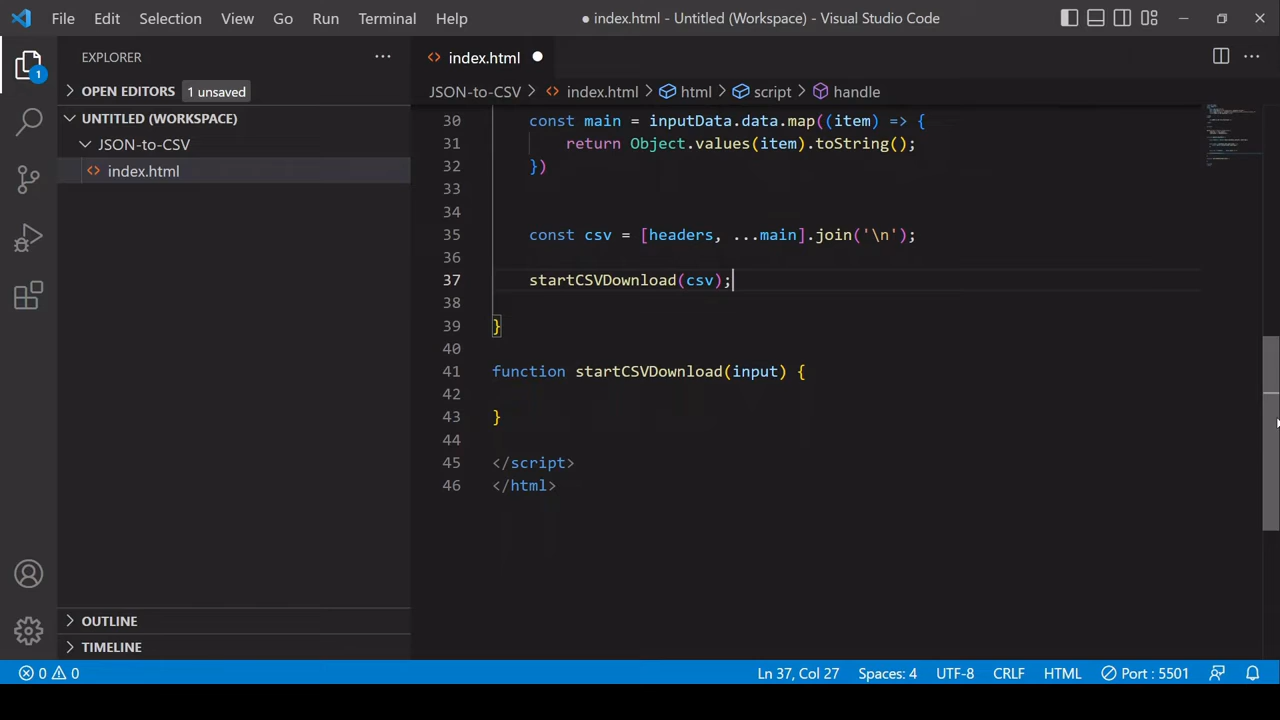 File Edit Selection View Go Run Terminal Help ● index.html - Untitled (Workspace) - Visual Studio Code
EXPLORER
1
OPEN EDITORS 1 unsaved
UNTITLED (WORKSPACE)
JSON-to-CSV
index.html
OUTLINE
TIMELINE
index.html
JSON-to-CSV > index.html > html > script > handle
30 const main = inputData.data.map((item) => {
31 return Object.values(item).toString();
32 })
33
34
35 const csv = [headers, ...main].join('\n');
36
37 startCSVDownload(csv);
38
39 }
40
41 function startCSVDownload(input) {
42
43 }
44
45 </script>
46 </html>
0 0 Ln 37, Col 27 Spaces: 4 UTF-8 CRLF HTML Port : 5501